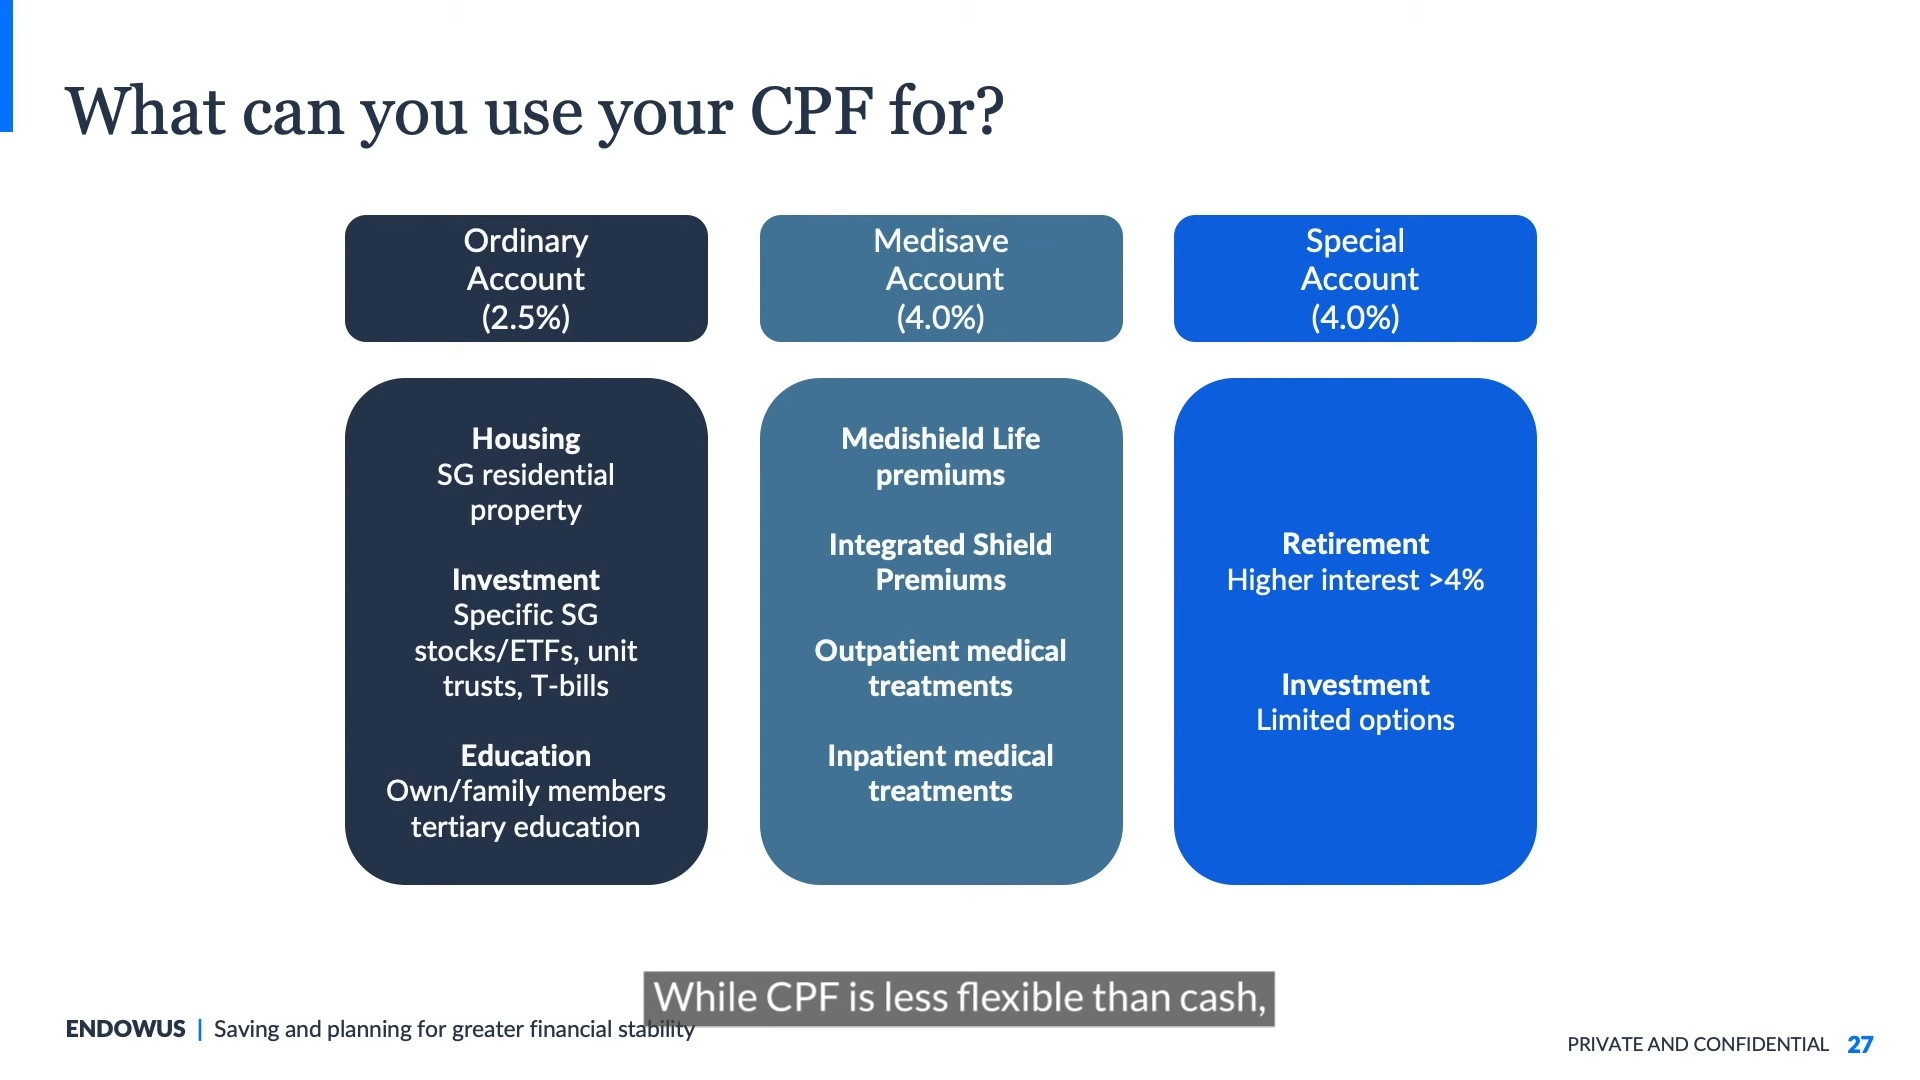 What can you use your CPF for?
Ordinary
Account
(2.5%)
Medisave
Account
(4.0%)
Special
Account
(4.0%)
Housing
SG residential
property
Investment
Specific SG
stocks/ETFs, unit
trusts, T-bills
Education
Own/family members
tertiary education
Medishield Life
premiums
Integrated Shield
Premiums
Outpatient medical
treatments
Inpatient medical
treatments
Retirement
Higher interest >4%
Investment
Limited options
While CPF is less flexible than cash,
ENDOWUS | Saving and planning for greater financial stability
PRIVATE AND CONFIDENTIAL 27